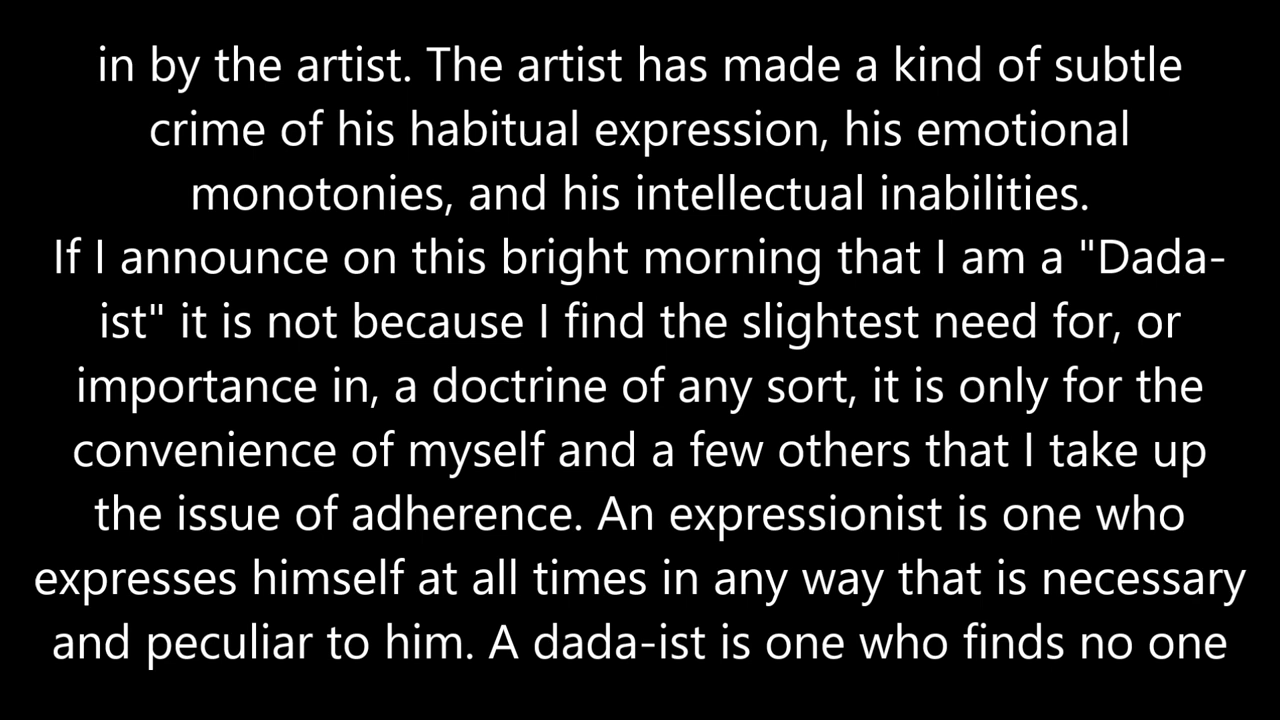 in by the artist. The artist has made a kind of subtle
crime of his habitual expression, his emotional
monotonies, and his intellectual inabilities.
If I announce on this bright morning that I am a "Dada-
ist" it is not because I find the slightest need for, or
importance in, a doctrine of any sort, it is only for the
convenience of myself and a few others that I take up
the issue of adherence. An expressionist is one who
expresses himself at all times in any way that is necessary
and peculiar to him. A dada-ist is one who finds no one